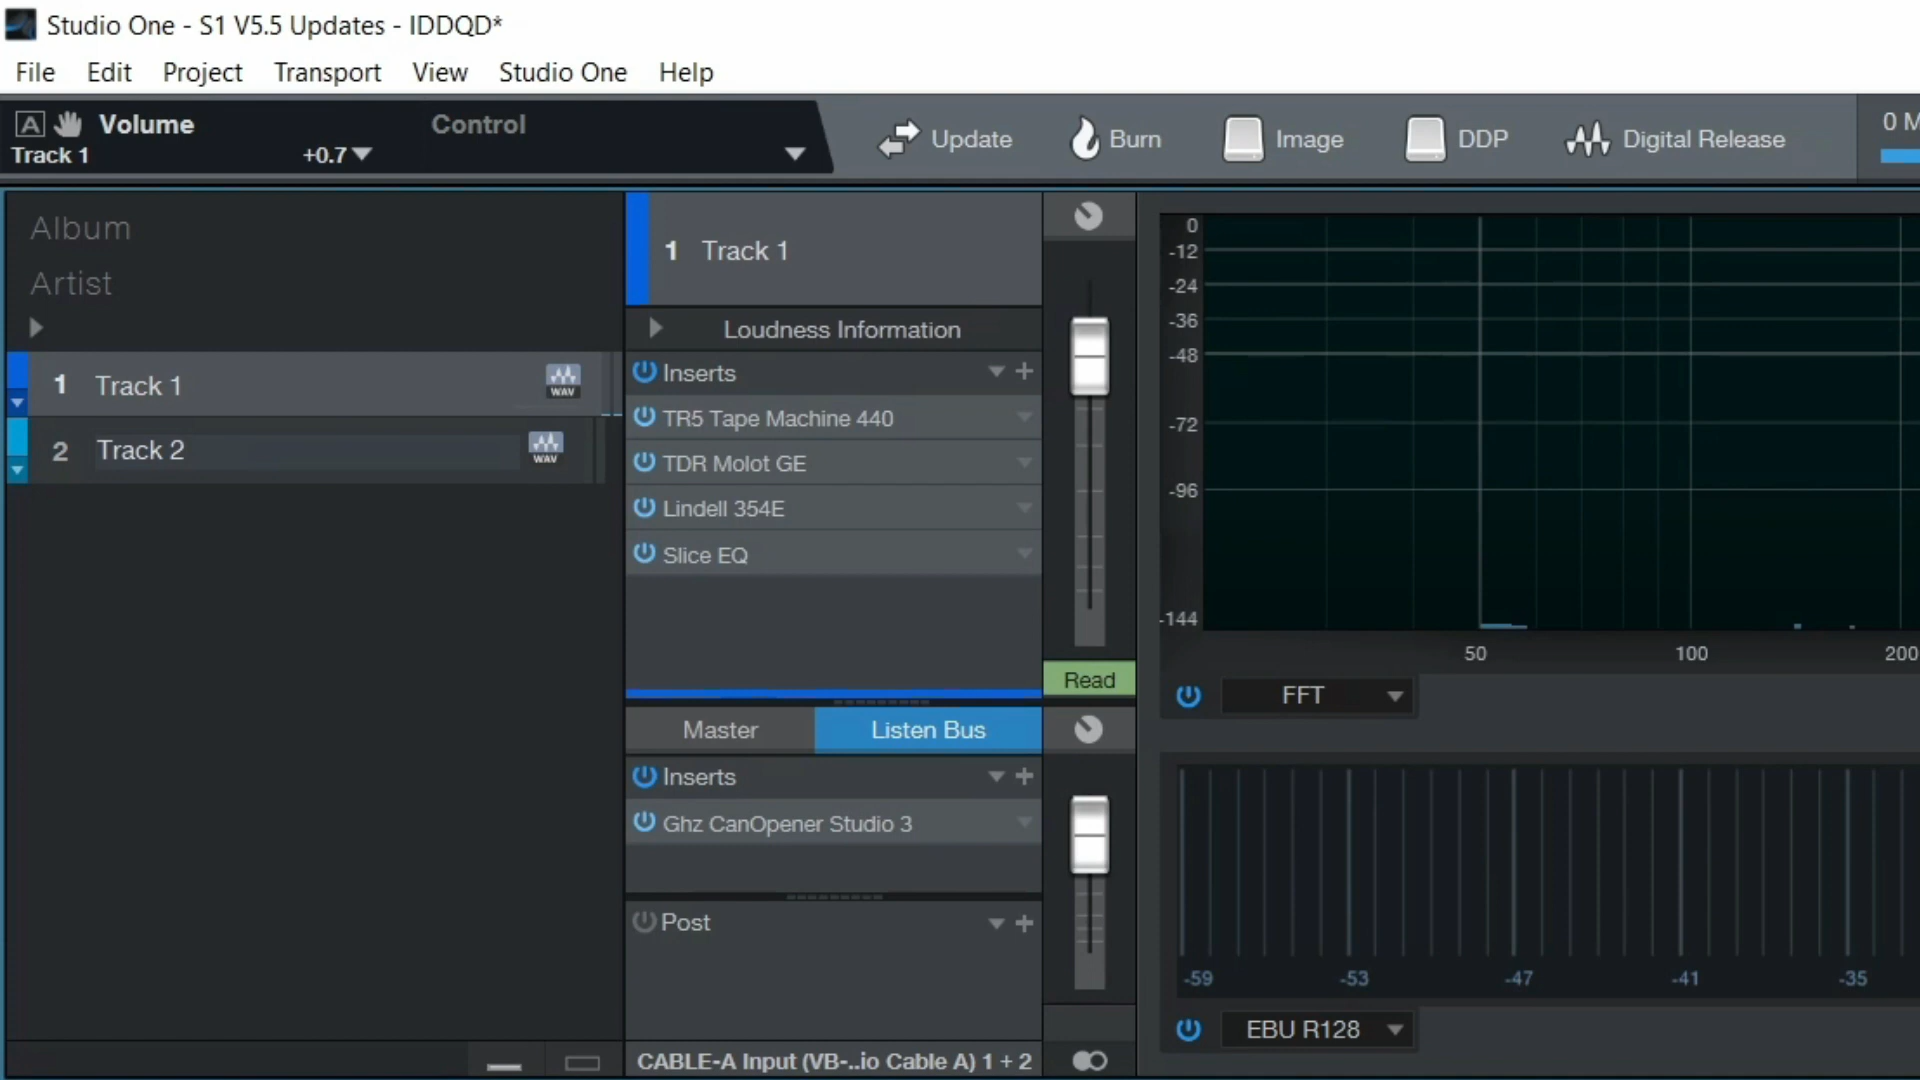 Studio One - S1 V5.5 Updates - IDDQD*
File Edit Project Transport View Studio One Help
A Volume Control
Track 1 +0.7
Update Burn Image DDP Digital Release
0 M
Album
Artist
1 Track 1 WAV
2 Track 2 WAV
1 Track 1
Loudness Information
Inserts
TR5 Tape Machine 440
TDR Molot GE
Lindell 354E
Slice EQ
Read
Master Listen Bus
Inserts
Ghz CanOpener Studio 3
Post
CABLE-A Input (VB-..io Cable A) 1 + 2
0
-12
-24
-36
-48
-72
-96
-144
50 100 200
FFT
-59 -53 -47 -41 -35
EBU R128